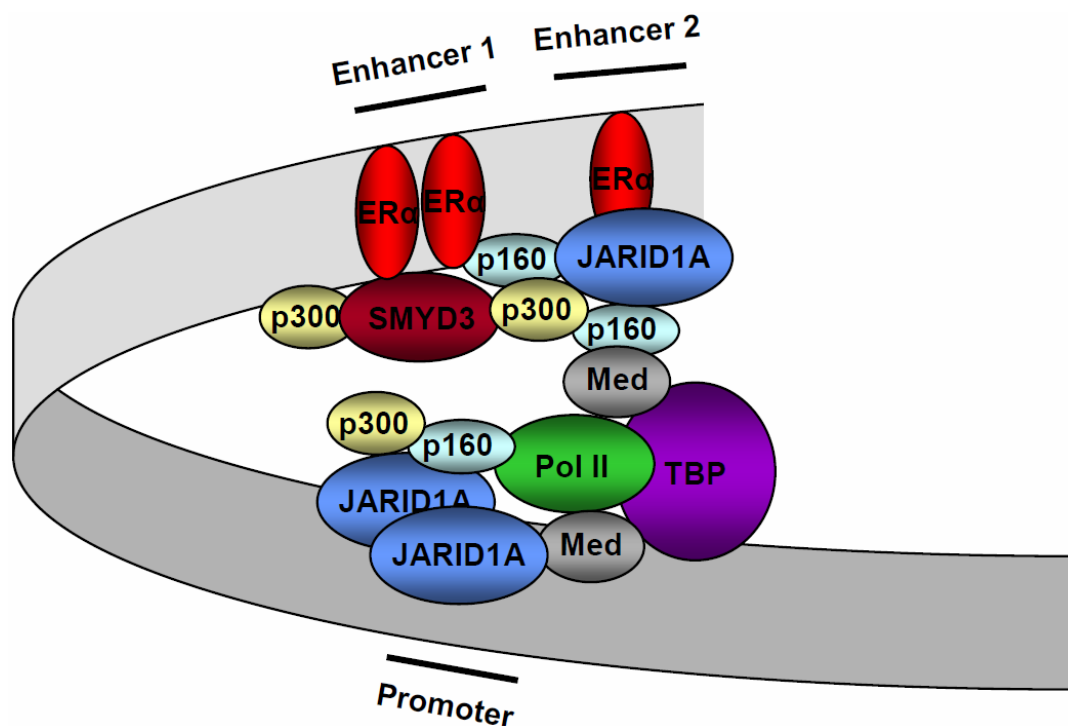 Enhancer 1
Enhancer 2
ERα
ERα
ERα
p160
JARID1A
p300
SMYD3
p300
p160
Med
p300
p160
Pol II
TBP
JARID1A
JARID1A
Med
Promoter